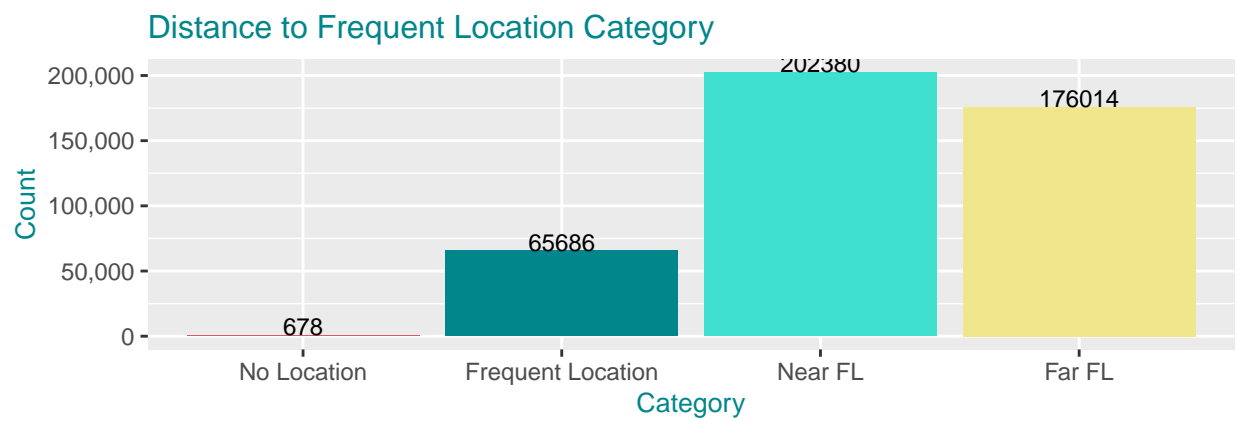 Distance to Frequent Location Category
Count
200,000
150,000
100,000
50,000
0
678
65686
202380
176014
No Location
Frequent Location
Near FL
Far FL
Category